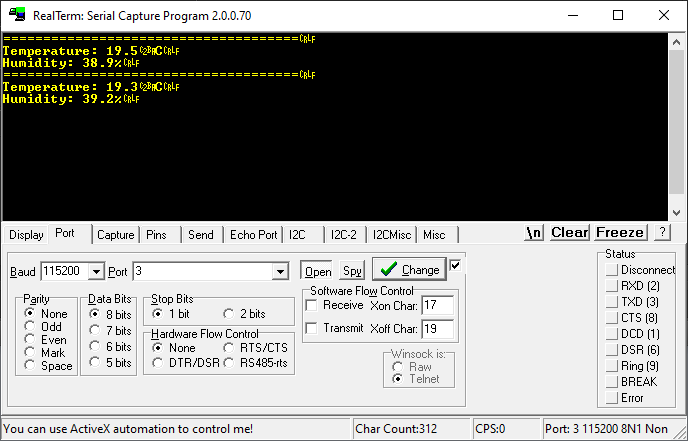 RealTerm: Serial Capture Program 2.0.0.70
========================================CRLF
Temperature: 19.5C2BACCRLF
Humidity: 38.9%CRLF
========================================CRLF
Temperature: 19.3C2BACCRLF
Humidity: 39.2%CRLF
Display Port Capture Pins Send Echo Port I2C I2C-2 I2CMisc Misc \n Clear Freeze ?
Baud 115200 Port 3 Open Spy Change
Parity
None
Odd
Even
Mark
Space
Data Bits
8 bits
7 bits
6 bits
5 bits
Stop Bits
1 bit 2 bits
Hardware Flow Control
None RTS/CTS
DTR/DSR RS485-rts
Software Flow Control
Receive Xon Char: 17
Transmit Xoff Char: 19
Winsock is:
Raw
Telnet
Status
Disconnect
RXD (2)
TXD (3)
CTS (8)
DCD (1)
DSR (6)
Ring (9)
BREAK
Error
You can use ActiveX automation to control me! Char Count:312 CPS:0 Port: 3 115200 8N1 Non